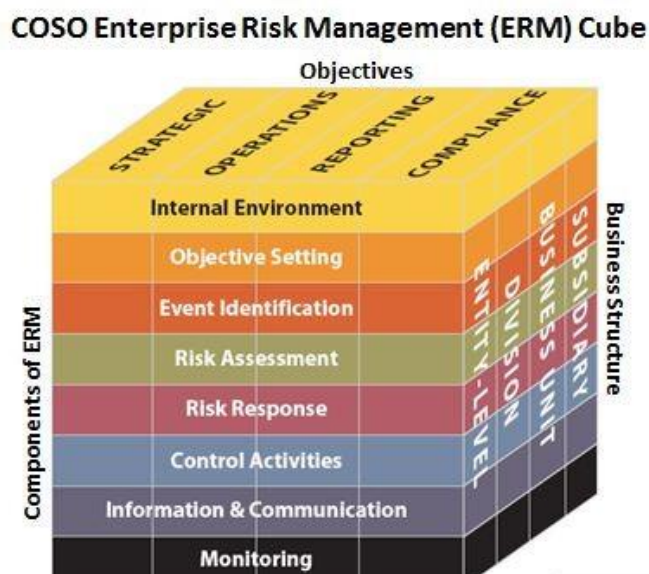 COSO Enterprise Risk Management (ERM) Cube
Objectives
STRATEGIC
OPERATIONS
REPORTING
COMPLIANCE
Components of ERM
Internal Environment
Objective Setting
Event Identification
Risk Assessment
Risk Response
Control Activities
Information & Communication
Monitoring
ENTITY-LEVEL
DIVISION
BUSINESS UNIT
SUBSIDIARY
Business Structure